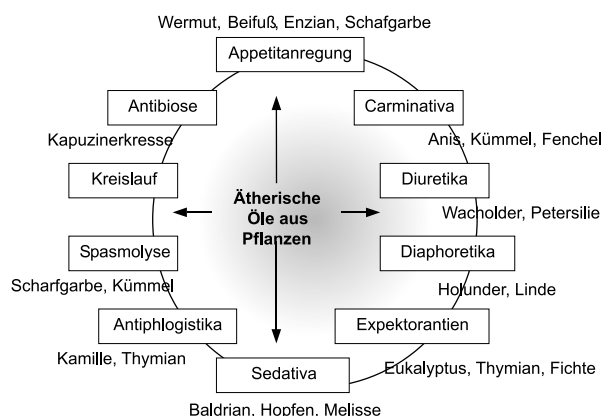 Wermut, Beifuß, Enzian, Schafgarbe
Appetitanregung
Antibiose
Kapuzinerkresse
Carminativa
Anis, Kümmel, Fenchel
Kreislauf
Ätherische
Öle aus
Pflanzen
Diuretika
Wacholder, Petersilie
Spasmolyse
Scharfgarbe, Kümmel
Diaphoretika
Holunder, Linde
Antiphlogistika
Kamille, Thymian
Expektorantien
Eukalyptus, Thymian, Fichte
Sedativa
Baldrian, Hopfen, Melisse